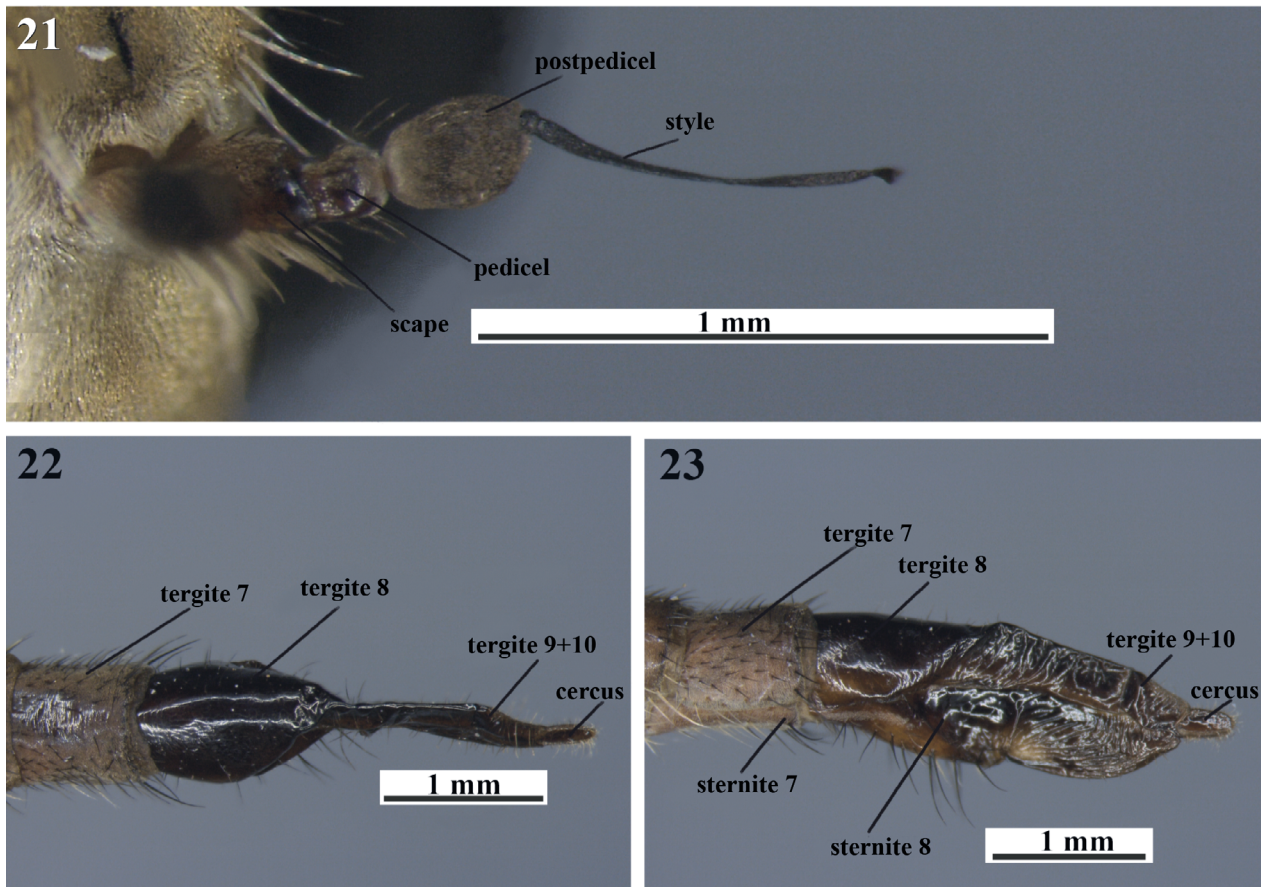 21
postpedicel
style
pedicel
scape
1 mm
22
tergite 7
tergite 8
tergite 9+10
cercus
1 mm
23
tergite 7
tergite 8
tergite 9+10
cercus
sternite 7
sternite 8
1 mm